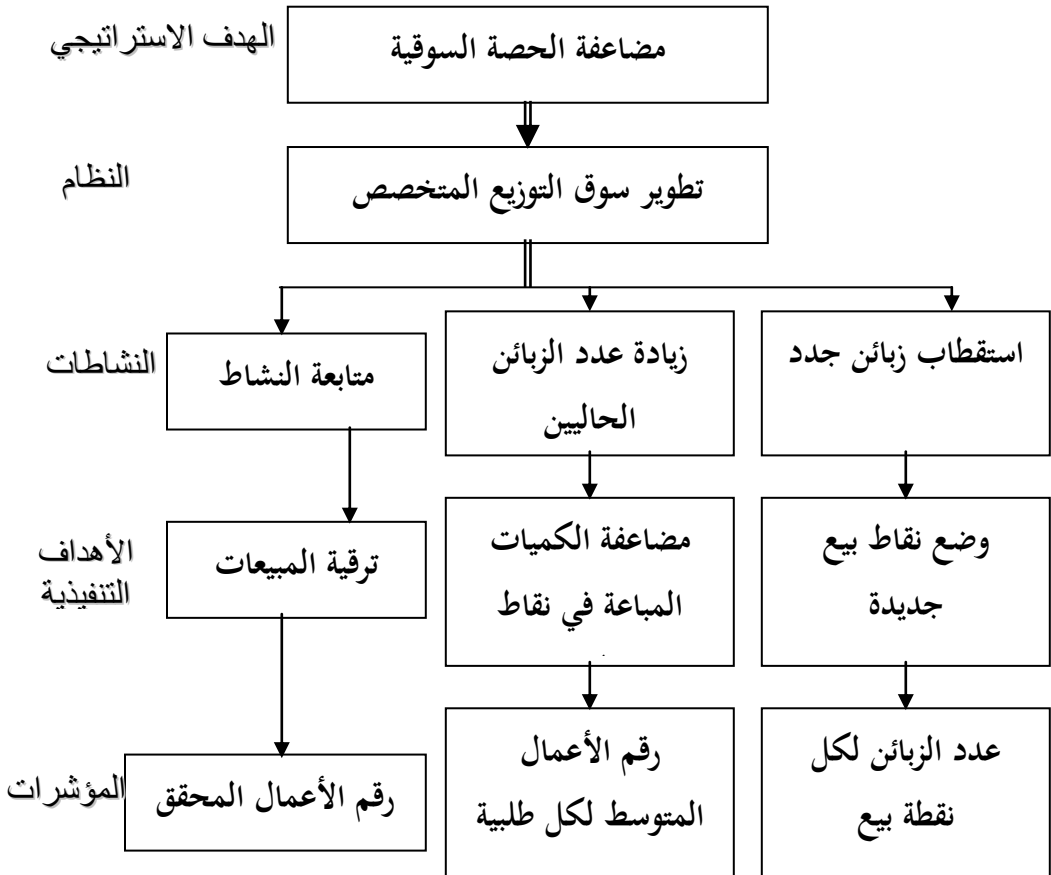 الهدف الاستراتيجي
مضاعفة الحصة السوقية
النظام
تطوير سوق التوزيع المتخصص
استقطاب زبائن جدد
زيادة عدد الزبائن
الحاليين
متابعة النشاط
النشاطات
وضع نقاط بيع
جديدة
مضاعفة الكميات
المباعة في نقاط
ترقية المبيعات
الأهداف
التنفيذية
عدد الزبائن لكل
نقطة بيع
رقم الأعمال
المتوسط لكل طلبية
رقم الأعمال المحقق
المؤشرات